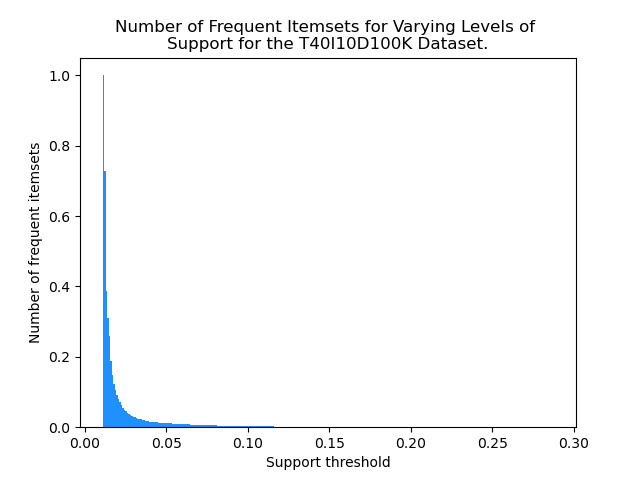 Number of Frequent Itemsets for Varying Levels of
Support for the T40I10D100K Dataset.
1.0
0.8
0.6
0.4
0.2
0.0
Number of frequent itemsets
0.00 0.05 0.10 0.15 0.20 0.25 0.30
Support threshold